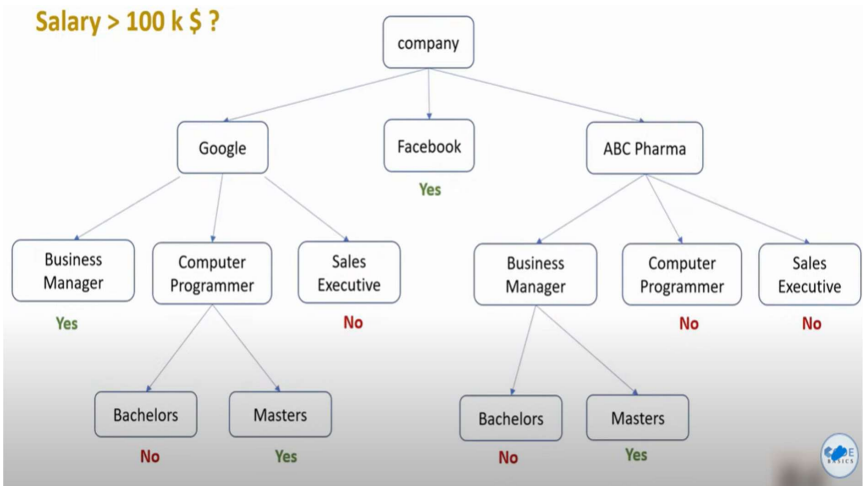 Salary > 100 k $ ?
company
Google
Facebook
ABC Pharma
Yes
Business
Manager
Computer
Programmer
Sales
Executive
Business
Manager
Computer
Programmer
Sales
Executive
Yes
No
No
No
Bachelors
Masters
Bachelors
Masters
No
Yes
No
Yes